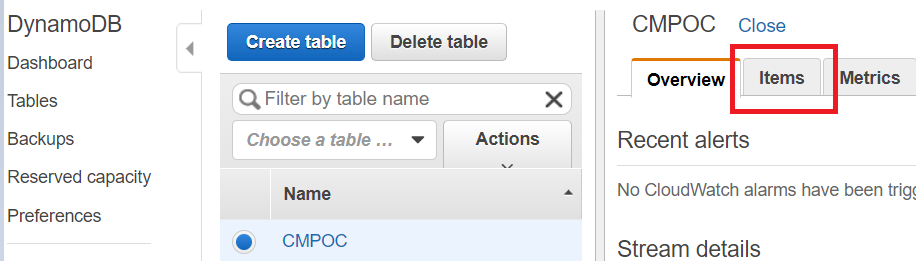 DynamoDB
Dashboard
Tables
Backups
Reserved capacity
Preferences
Create table
Delete table
Filter by table name
Choose a table ...
Actions
Name
CMPOC
CMPOC Close
Overview Items Metrics
Recent alerts
No CloudWatch alarms have been
Stream details